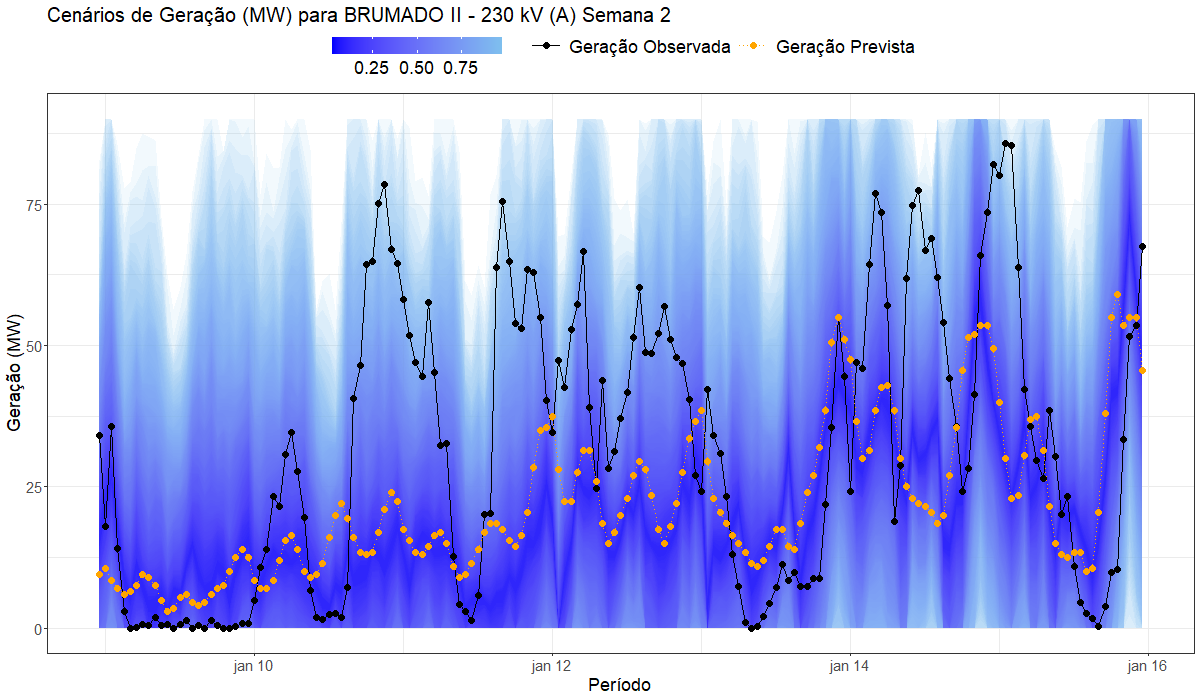 Cenários de Geração (MW) para BRUMADO II - 230 kV (A) Semana 2
0.25 0.50 0.75
Geração Observada
Geração Prevista
Geração (MW)
75
50
25
0
jan 10 jan 12 jan 14 jan 16
Período